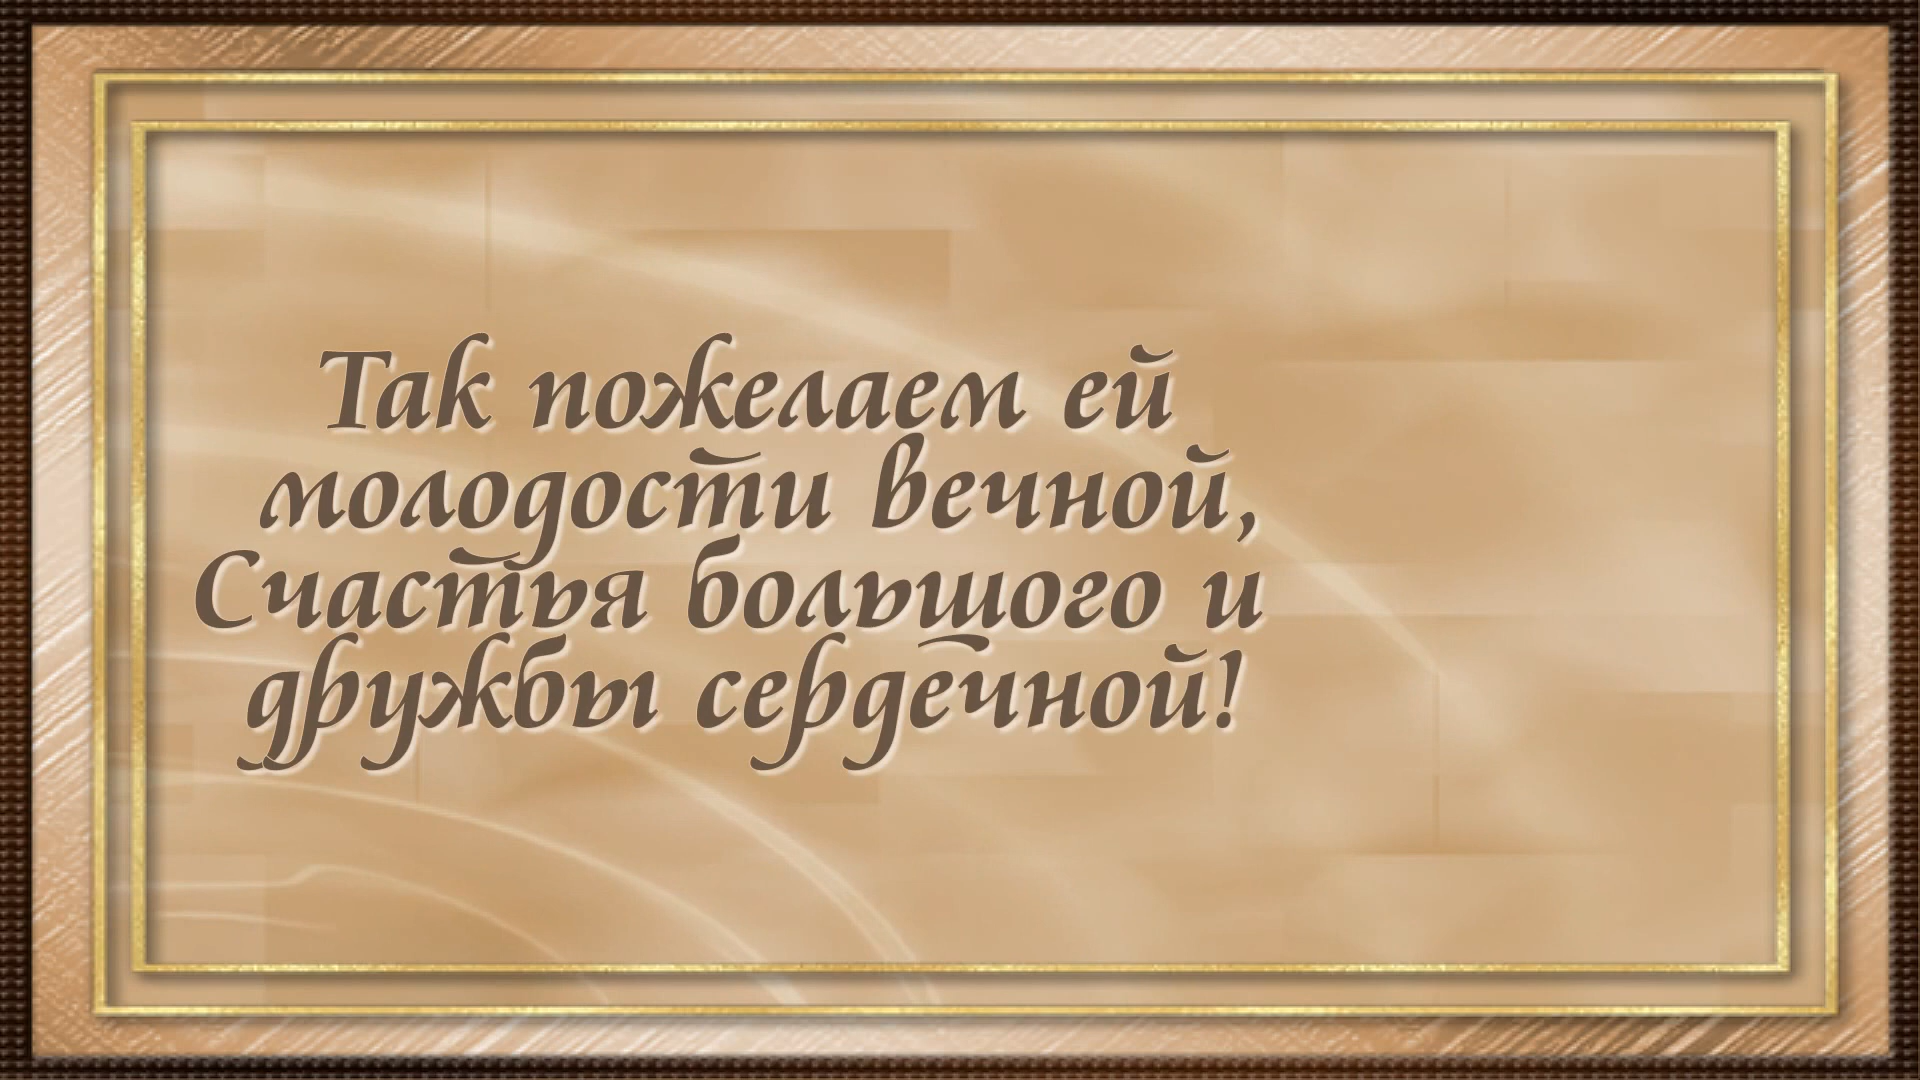 Так пожелаем ей
молодости вечной,
Счастья большого и
дружбы сердечной!